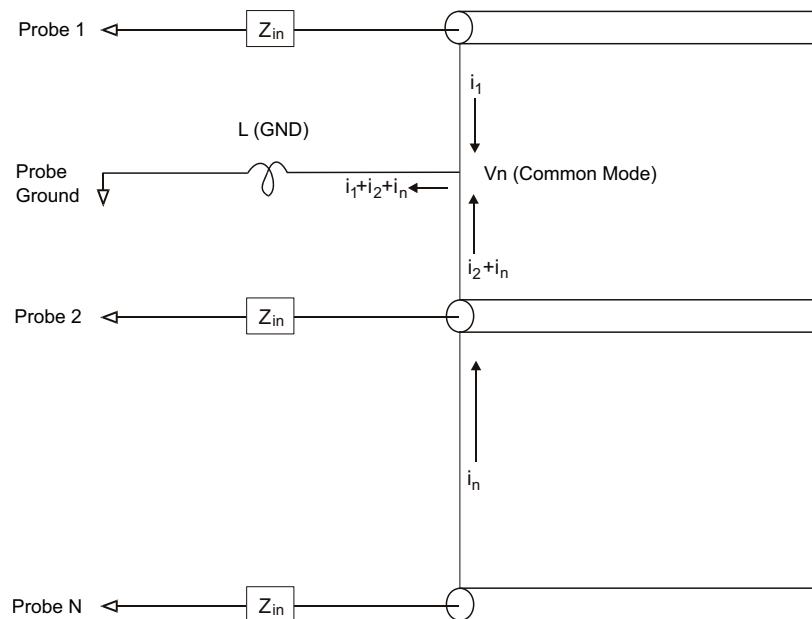 Probe 1
Z_in
i_1
L (GND)
Probe
Ground
i_1+i_2+i_n
Vn (Common Mode)
i_2+i_n
Probe 2
Z_in
i_n
Probe N
Z_in